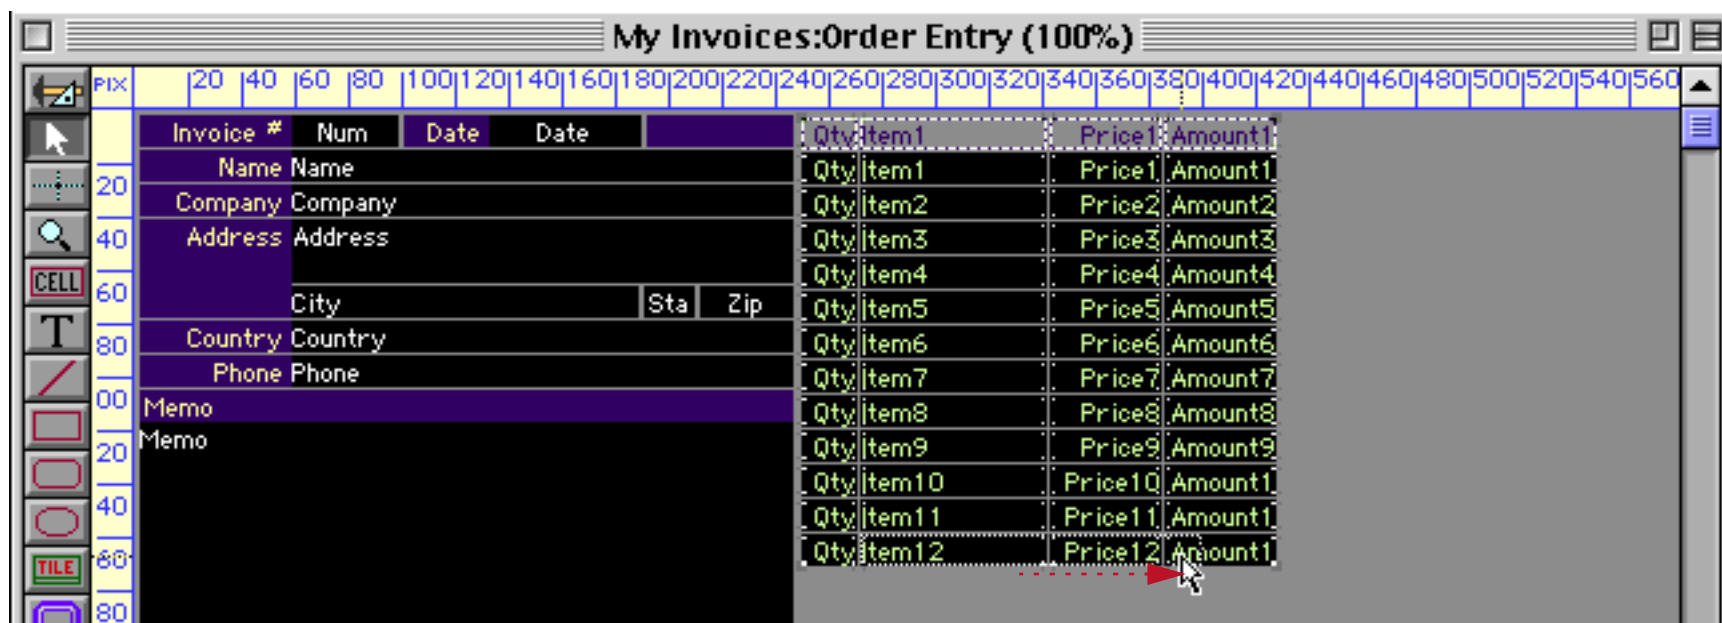 My Invoices:Order Entry (100%)
PIX 20 40 60 80 100 120 140 160 180 200 220 240 260 280 300 320 340 360 380 400 420 440 460 480 500 520 540 560
Invoice # Num Date Date Qty Item1 Price1 Amount1
Name Name Qty Item1 Price1 Amount1
20
Company Company Qty Item2 Price2 Amount2
40 Address Address Qty Item3 Price3 Amount3
CELL Qty Item4 Price4 Amount4
60 City Sta Zip Qty Item5 Price5 Amount5
T 80 Country Country Qty Item6 Price6 Amount6
Phone Phone Qty Item7 Price7 Amount7
00 Memo Qty Item8 Price8 Amount8
20 Memo Qty Item9 Price9 Amount9
Qty Item10 Price10 Amount1
40 Qty Item11 Price11 Amount1
TILE 60 Qty Item12 Price12 Amount1
80